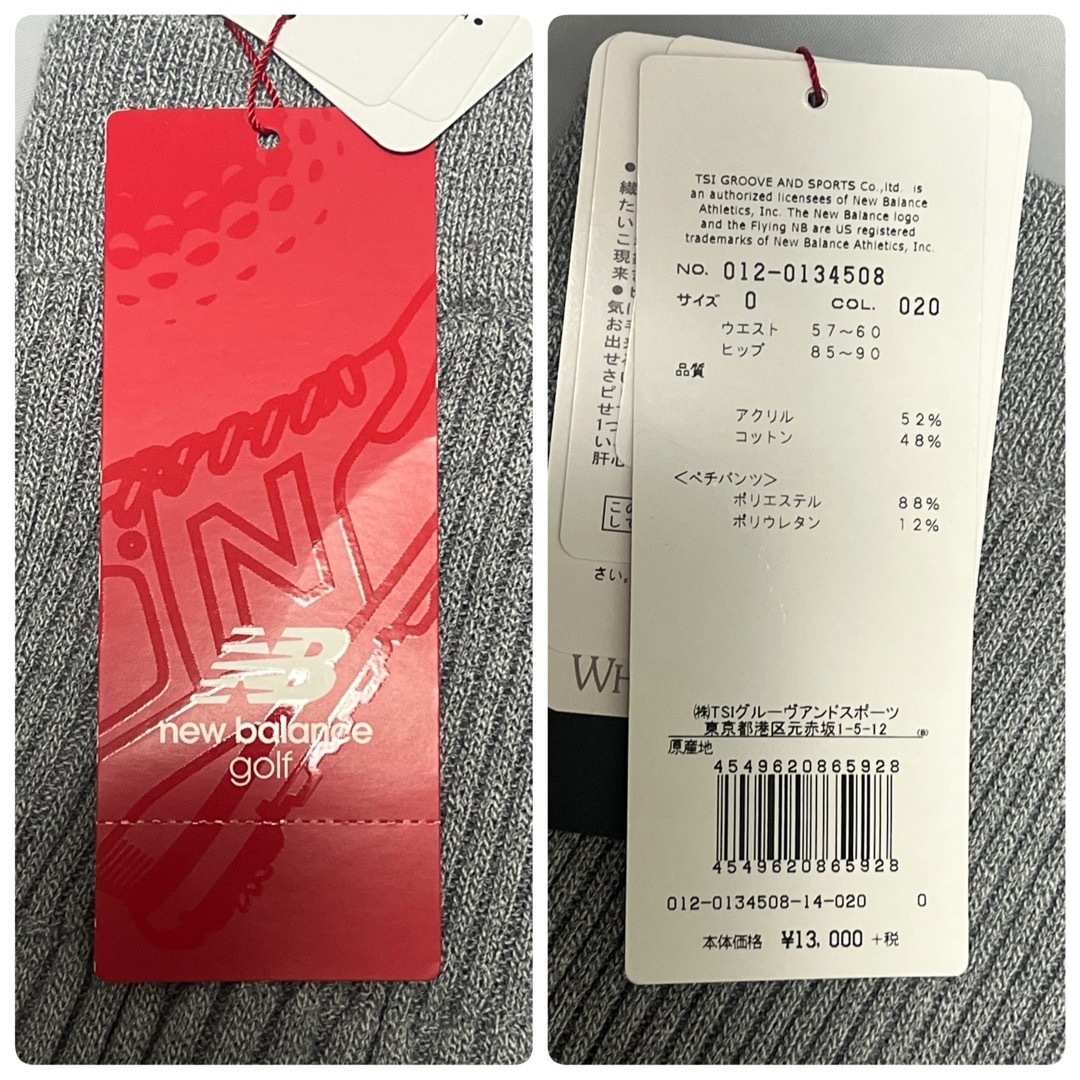 N
NB
new balance
golf
TSI GROOVE AND SPORTS Co.,ltd. is
an authorized licensees of New Balance
Athletics, Inc. The New Balance logo
and the Flying NB are US registered
trademarks of New Balance Athletics, Inc.
NO. 012-0134508
サイズ 0 COL. 020
ウエスト 57～60
ヒップ 85～90
品質
アクリル 52%
コットン 48%
＜ペチパンツ＞
ポリエステル 88%
ポリウレタン 12%
㈱TSIグルーヴアンドスポーツ
東京都港区元赤坂1-5-12 (B)
原産地
4549620865928
4549620865928
012-0134508-14-020 0
本体価格 ¥13,000 +税
さい。
WH